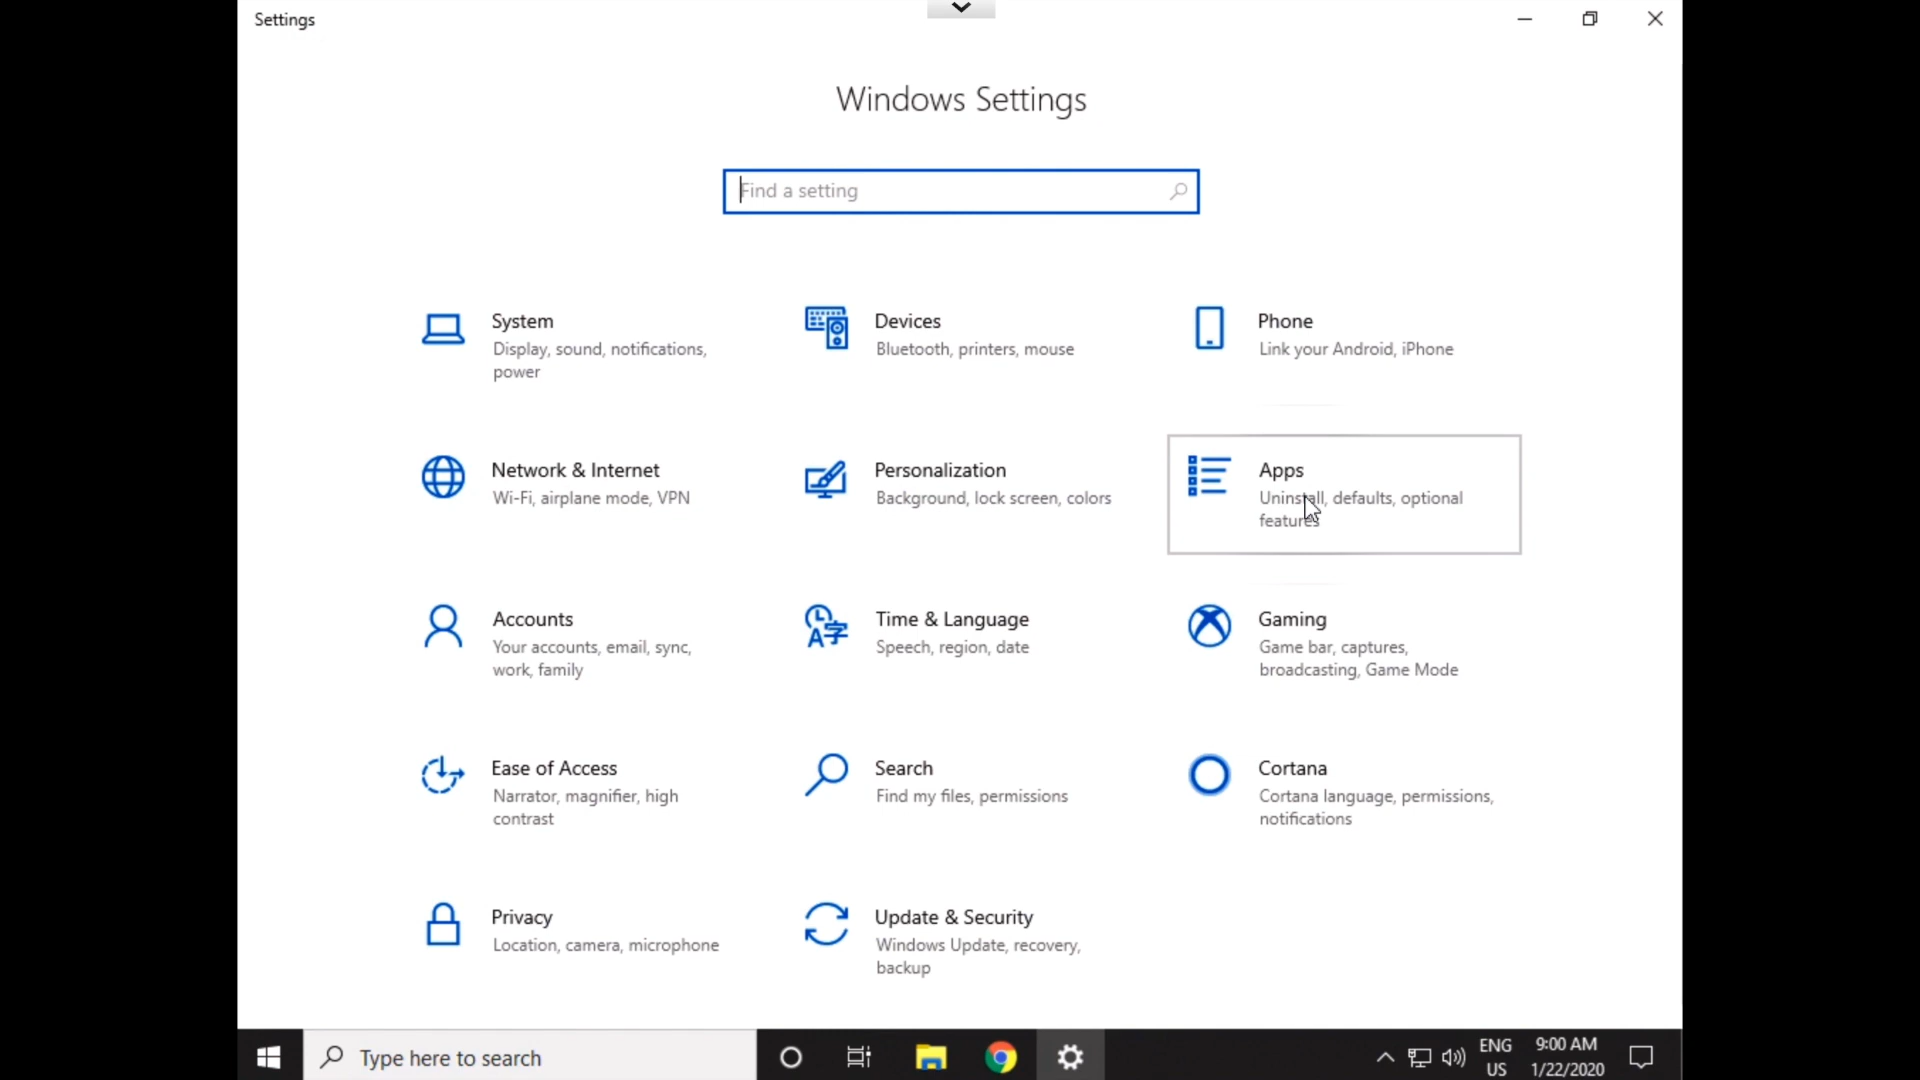 Settings
Windows Settings
Find a setting
System
Display, sound, notifications,
power
Devices
Bluetooth, printers, mouse
Phone
Link your Android, iPhone
Network & Internet
Wi-Fi, airplane mode, VPN
Personalization
Background, lock screen, colors
Apps
Uninstall, defaults, optional
features
Accounts
Your accounts, email, sync,
work, family
Time & Language
Speech, region, date
Gaming
Game bar, captures,
broadcasting, Game Mode
Ease of Access
Narrator, magnifier, high
contrast
Search
Find my files, permissions
Cortana
Cortana language, permissions,
notifications
Privacy
Location, camera, microphone
Update & Security
Windows Update, recovery,
backup
Type here to search
ENG
US
9:00 AM
1/22/2020